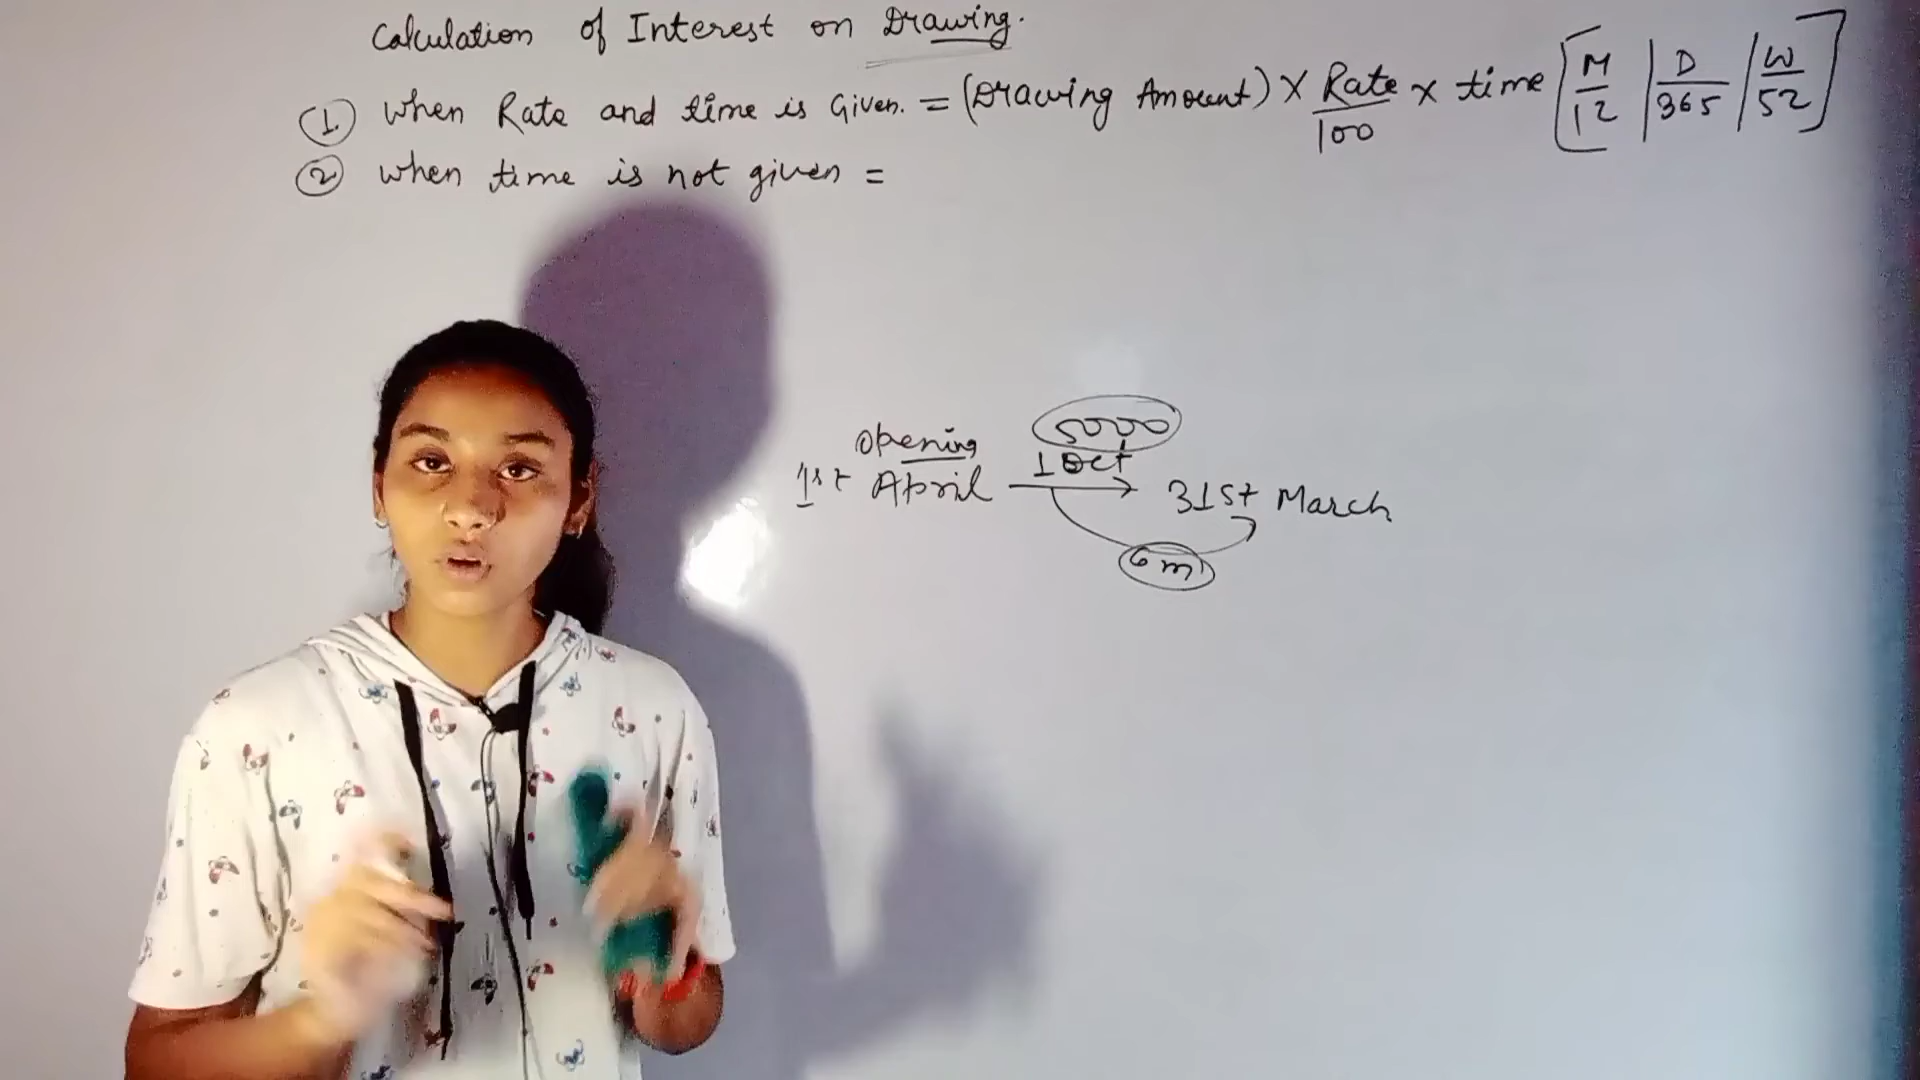 Calculation of Interest on Drawing.
① When Rate and time is Given. = (Drawing Amount) × Rate/100 × time [M/12 | D/365 | W/52]
② when time is not given =
5000
opening
1 Oct
1st April → 31st March
6 m